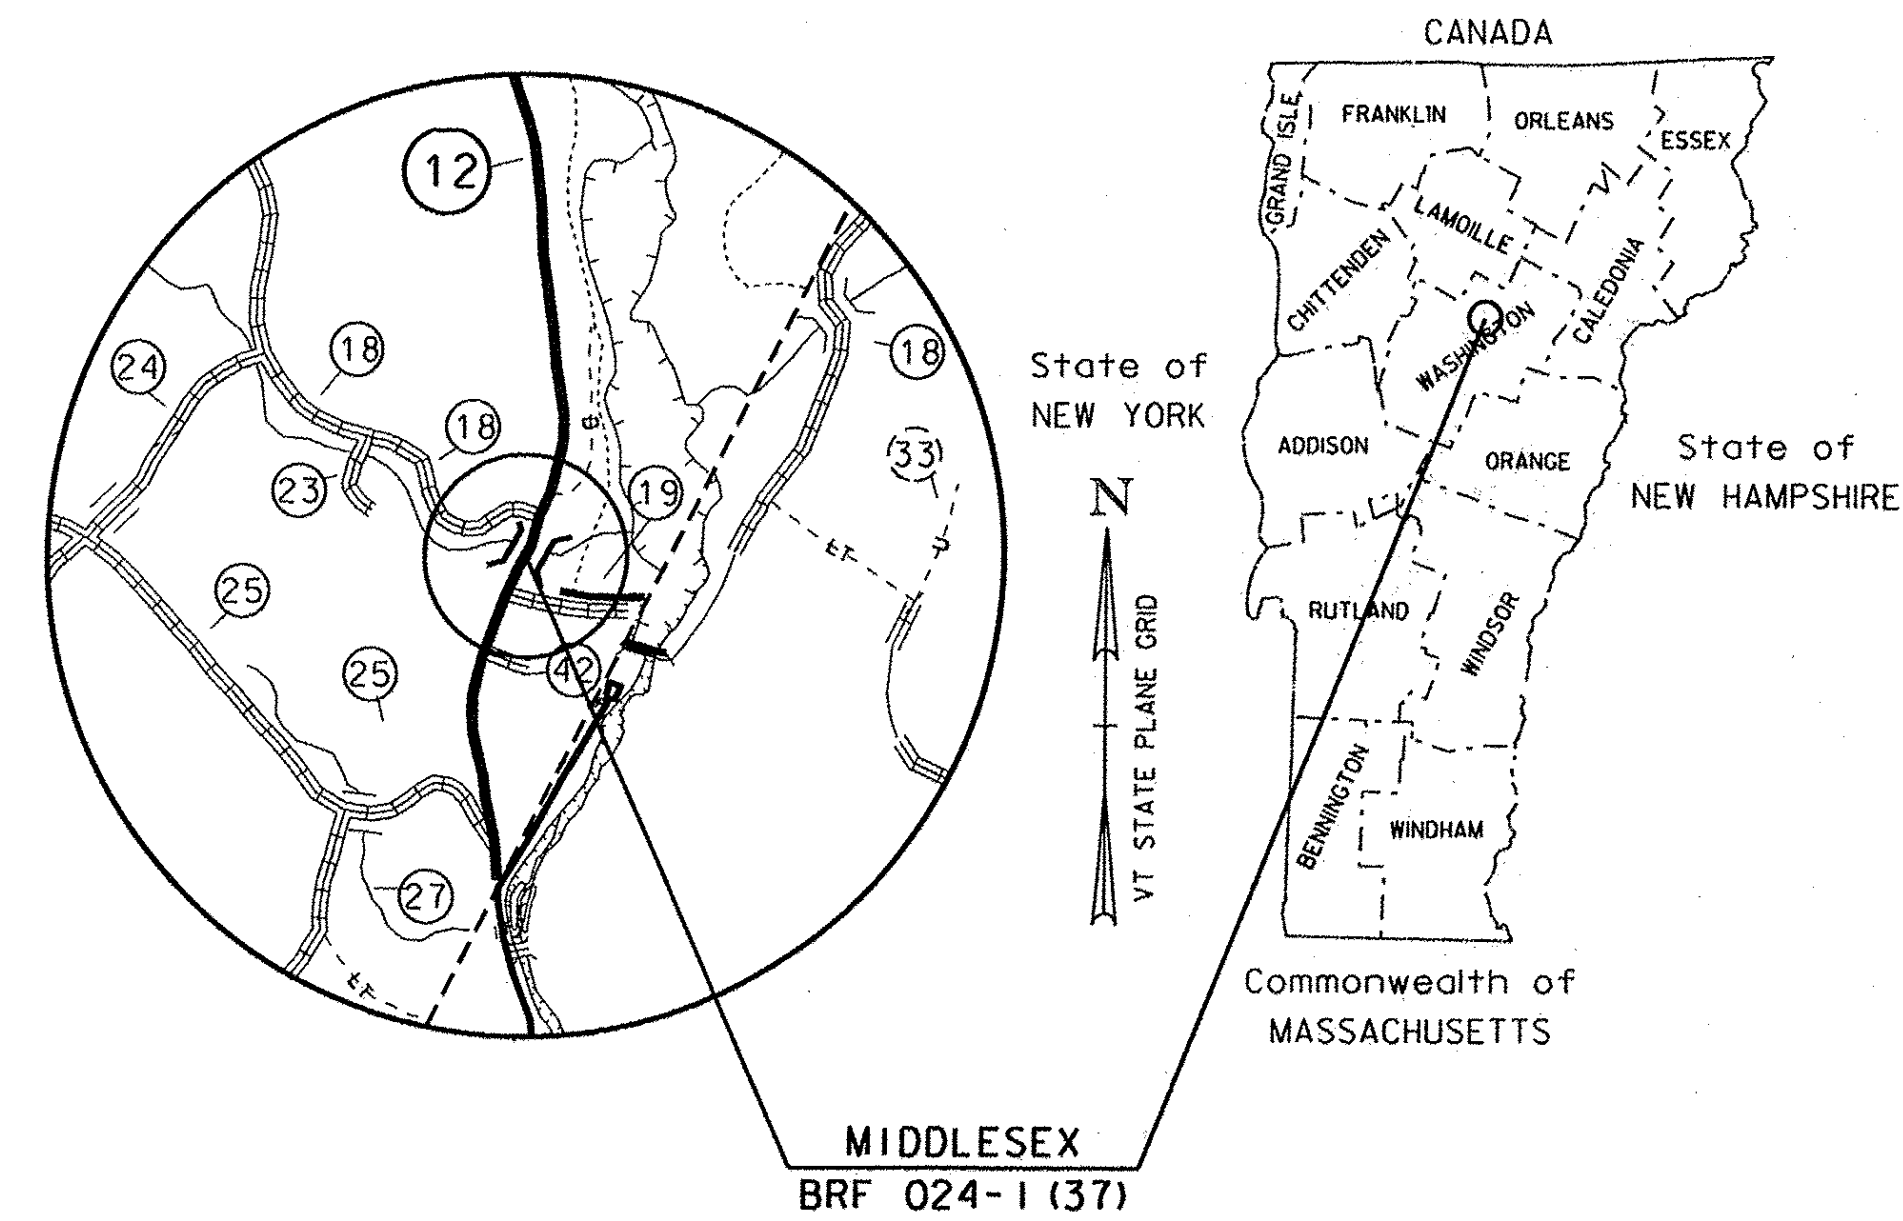 CANADA
FRANKLIN
ORLEANS
ESSEX
GRAND ISLE
LAMOILLE
CHITTENDEN
CALEDONIA
WASHINGTON
State of
NEW YORK
ADDISON
ORANGE
State of
NEW HAMPSHIRE
RUTLAND
WINDSOR
BENNINGTON
WINDHAM
Commonwealth of
MASSACHUSETTS
N
VT STATE PLANE GRID
12
18
24
18
18
23
19
33
25
25
42
27
MIDDLESEX
BRF 024-1 (37)